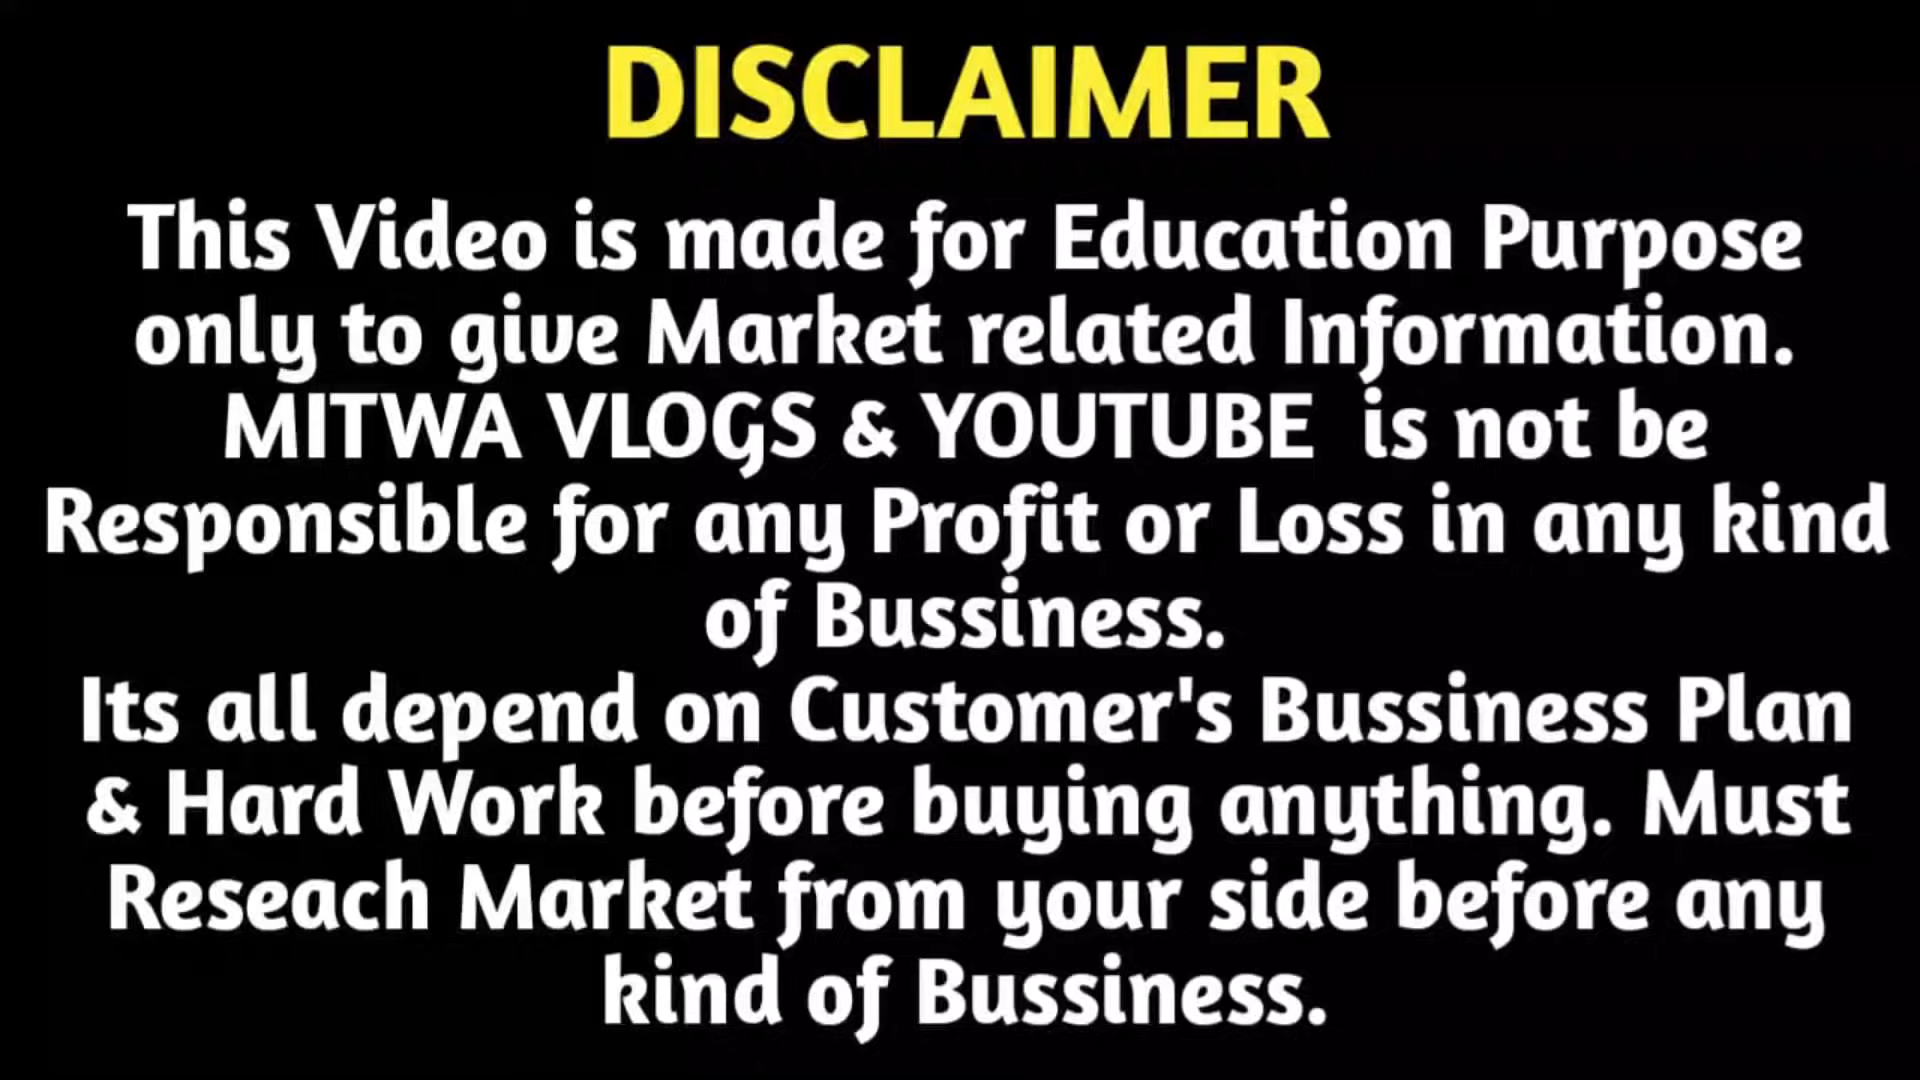 DISCLAIMER
This Video is made for Education Purpose
only to give Market related Information.
MITWA VLOGS & YOUTUBE is not be
Responsible for any Profit or Loss in any kind
of Bussiness.
Its all depend on Customer's Bussiness Plan
& Hard Work before buying anything. Must
Reseach Market from your side before any
kind of Bussiness.